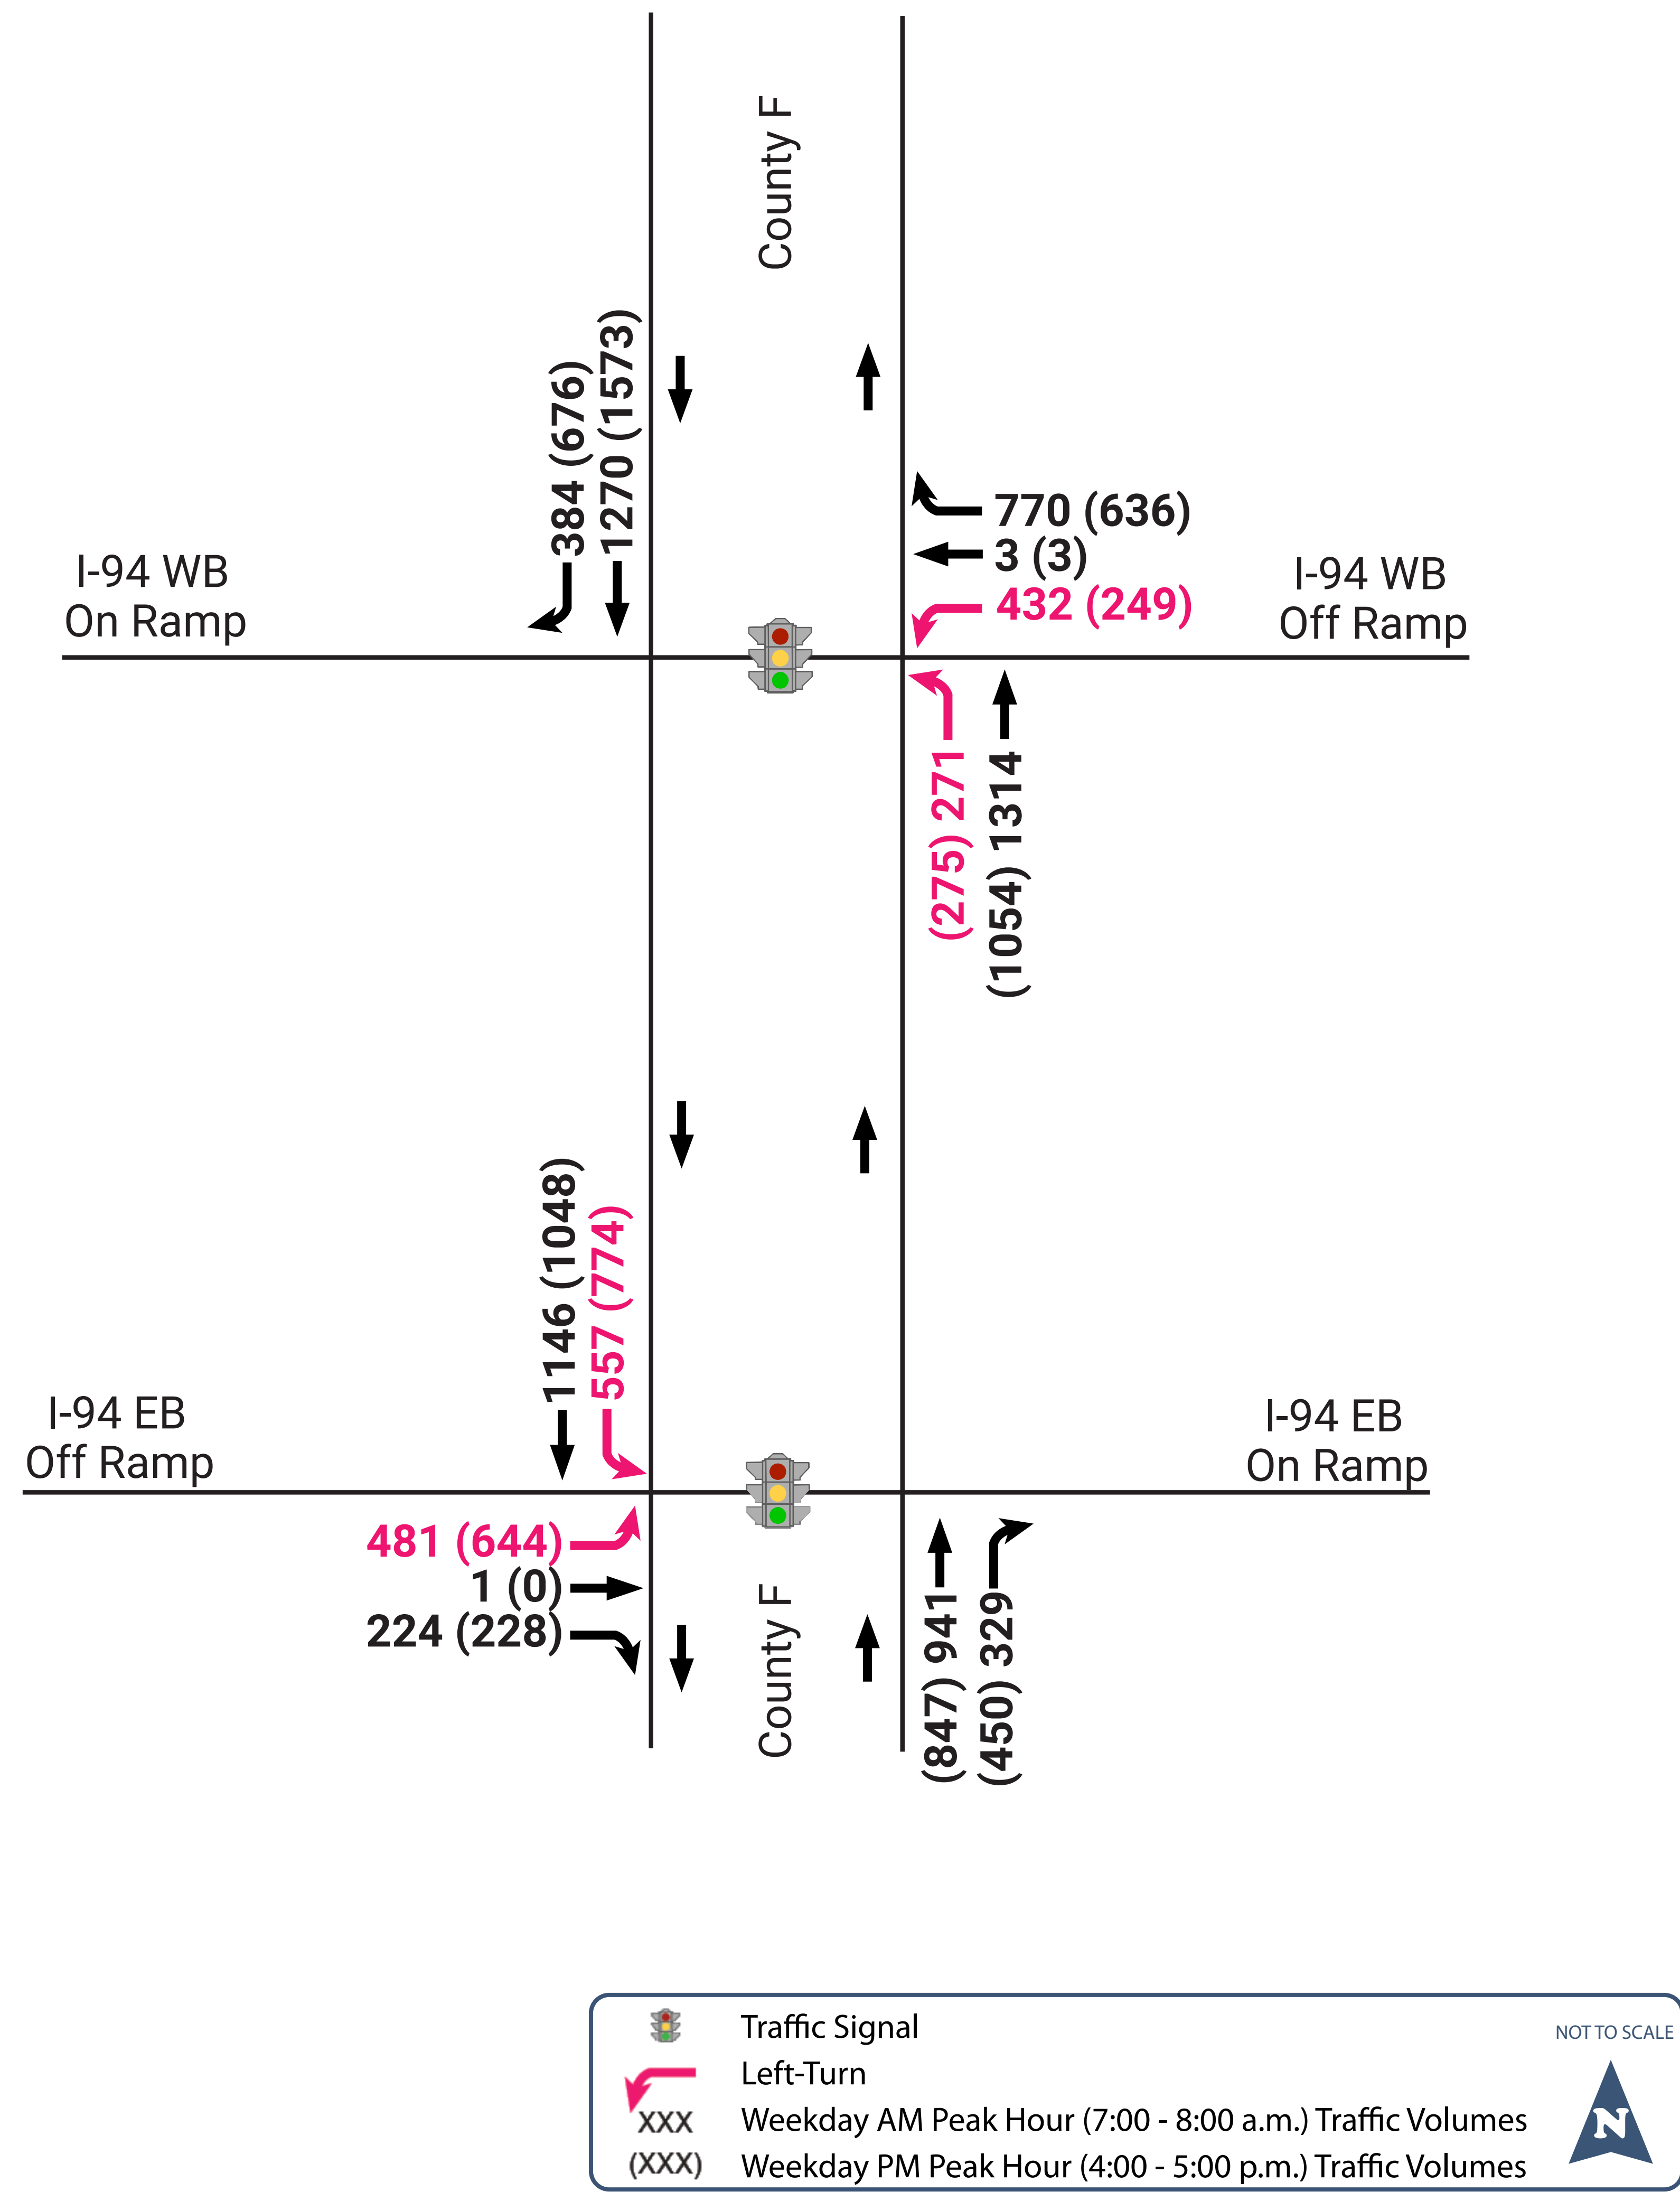 County F
384 (676)
1270 (1573)
770 (636)
3 (3)
432 (249)
I-94 WB
On Ramp
I-94 WB
Off Ramp
(275) 271
(1054) 1314
1146 (1048)
557 (774)
I-94 EB
Off Ramp
I-94 EB
On Ramp
481 (644)
1 (0)
224 (228)
County F
(847) 941
(450) 329
Traffic Signal
NOT TO SCALE
Left-Turn
XXX Weekday AM Peak Hour (7:00 - 8:00 a.m.) Traffic Volumes
N
(XXX) Weekday PM Peak Hour (4:00 - 5:00 p.m.) Traffic Volumes